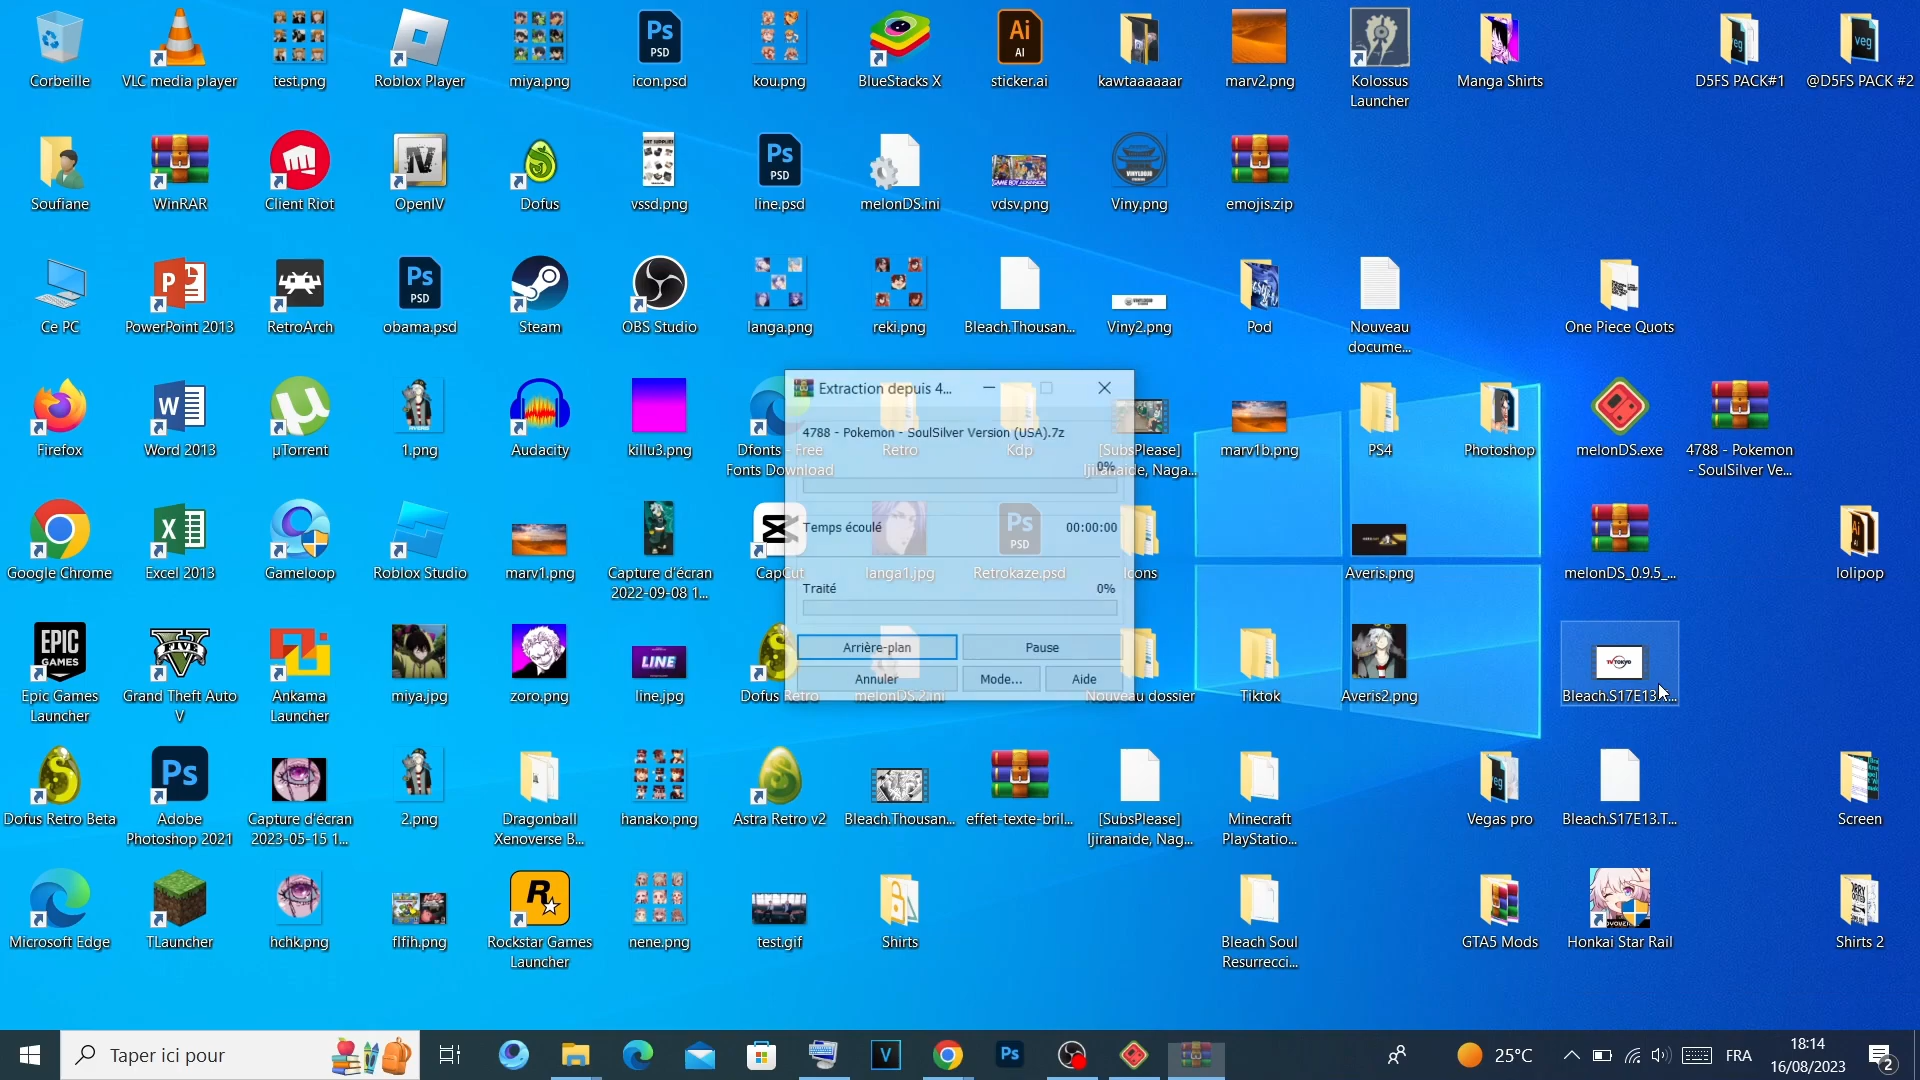 Corbeille
VLC media player
test.png
Roblox Player
miya.png
icon.psd
kou.png
BlueStacks X
sticker.ai
kawtaaaaaar
marv2.png
Kolossus
Launcher
Manga Shirts
D5FS PACK#1
@D5FS PACK #2
Soufiane
WinRAR
Client Riot
OpenIV
Dofus
vssd.png
line.psd
melonDS.ini
vdsv.png
Viny.png
emojis.zip
Ce PC
PowerPoint 2013
RetroArch
obama.psd
Steam
OBS Studio
langa.png
reki.png
Bleach.Thousan...
Viny2.png
Pod
Nouveau
docume...
One Piece Quots
Firefox
Word 2013
µTorrent
1.png
Audacity
killu3.png
Dfonts - Free
Fonts Download
Retro
Kdp
[SubsPlease]
Ijiranaide, Naga...
marv1b.png
PS4
Photoshop
melonDS.exe
4788 - Pokemon
- SoulSilver Ve...
Extraction depuis 4...
4788 - Pokemon - SoulSilver Version (USA).7z
0%
Temps écoulé
00:00:00
Traité
0%
Arrière-plan
Pause
Annuler
Mode...
Aide
Google Chrome
Excel 2013
Gameloop
Roblox Studio
marv1.png
Capture d'écran
2022-09-08 1...
CapCut
langa1.jpg
Retrokaze.psd
Icons
Averis.png
melonDS_0.9.5_...
lolipop
Epic Games
Launcher
Grand Theft Auto
V
Ankama
Launcher
miya.jpg
zoro.png
line.jpg
Dofus Retro
melonDS.2.ini
Nouveau dossier
Tiktok
Averis2.png
Bleach.S17E13.
Dofus Retro Beta
Adobe
Photoshop 2021
Capture d'écran
2023-05-15 1...
2.png
Dragonball
Xenoverse B...
hanako.png
Astra Retro v2
Bleach.Thousan...
effet-texte-bril...
[SubsPlease]
Ijiranaide, Nag...
Minecraft
PlayStatio...
Vegas pro
Bleach.S17E13.T...
Screen
Microsoft Edge
TLauncher
hchk.png
flfih.png
Rockstar Games
Launcher
nene.png
test.gif
Shirts
Bleach Soul
Resurrecci...
GTA5 Mods
Honkai Star Rail
Shirts 2
Taper ici pour
25°C
FRA
18:14
16/08/2023
2